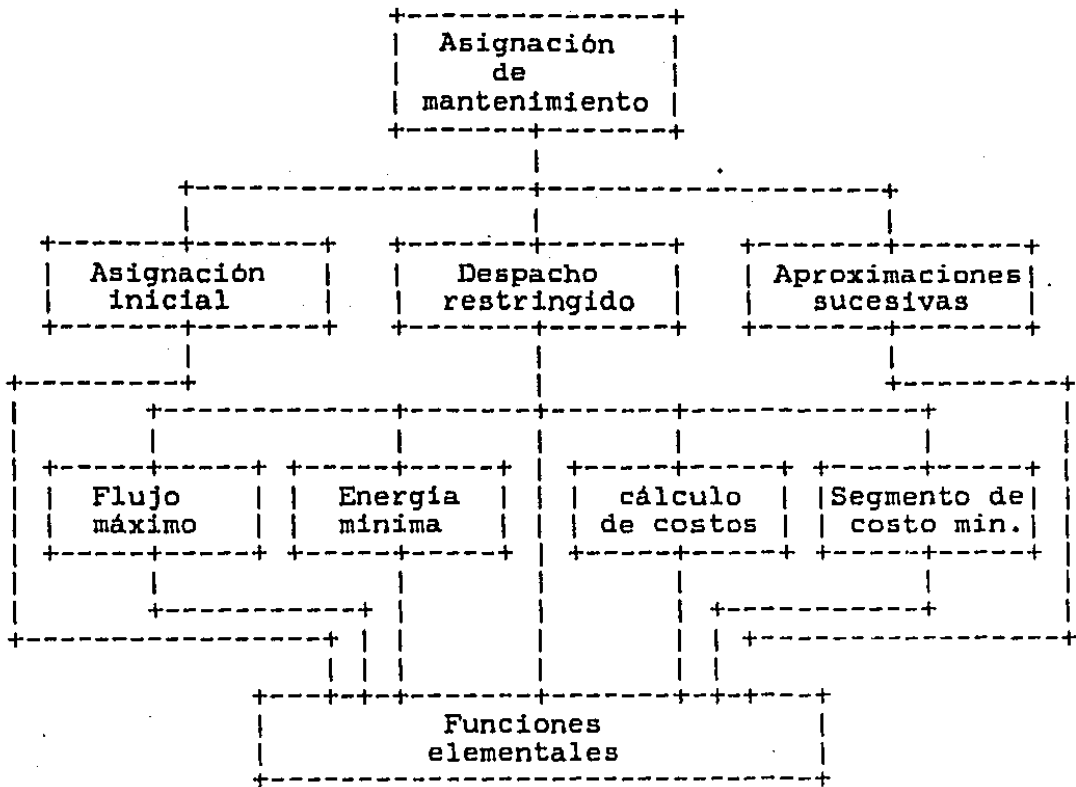 Asignación
de
mantenimiento
Asignación
inicial
Despacho
restringido
Aproximaciones
sucesivas
Flujo
máximo
Energía
mínima
cálculo
de costos
Segmento de
costo min.
Funciones
elementales